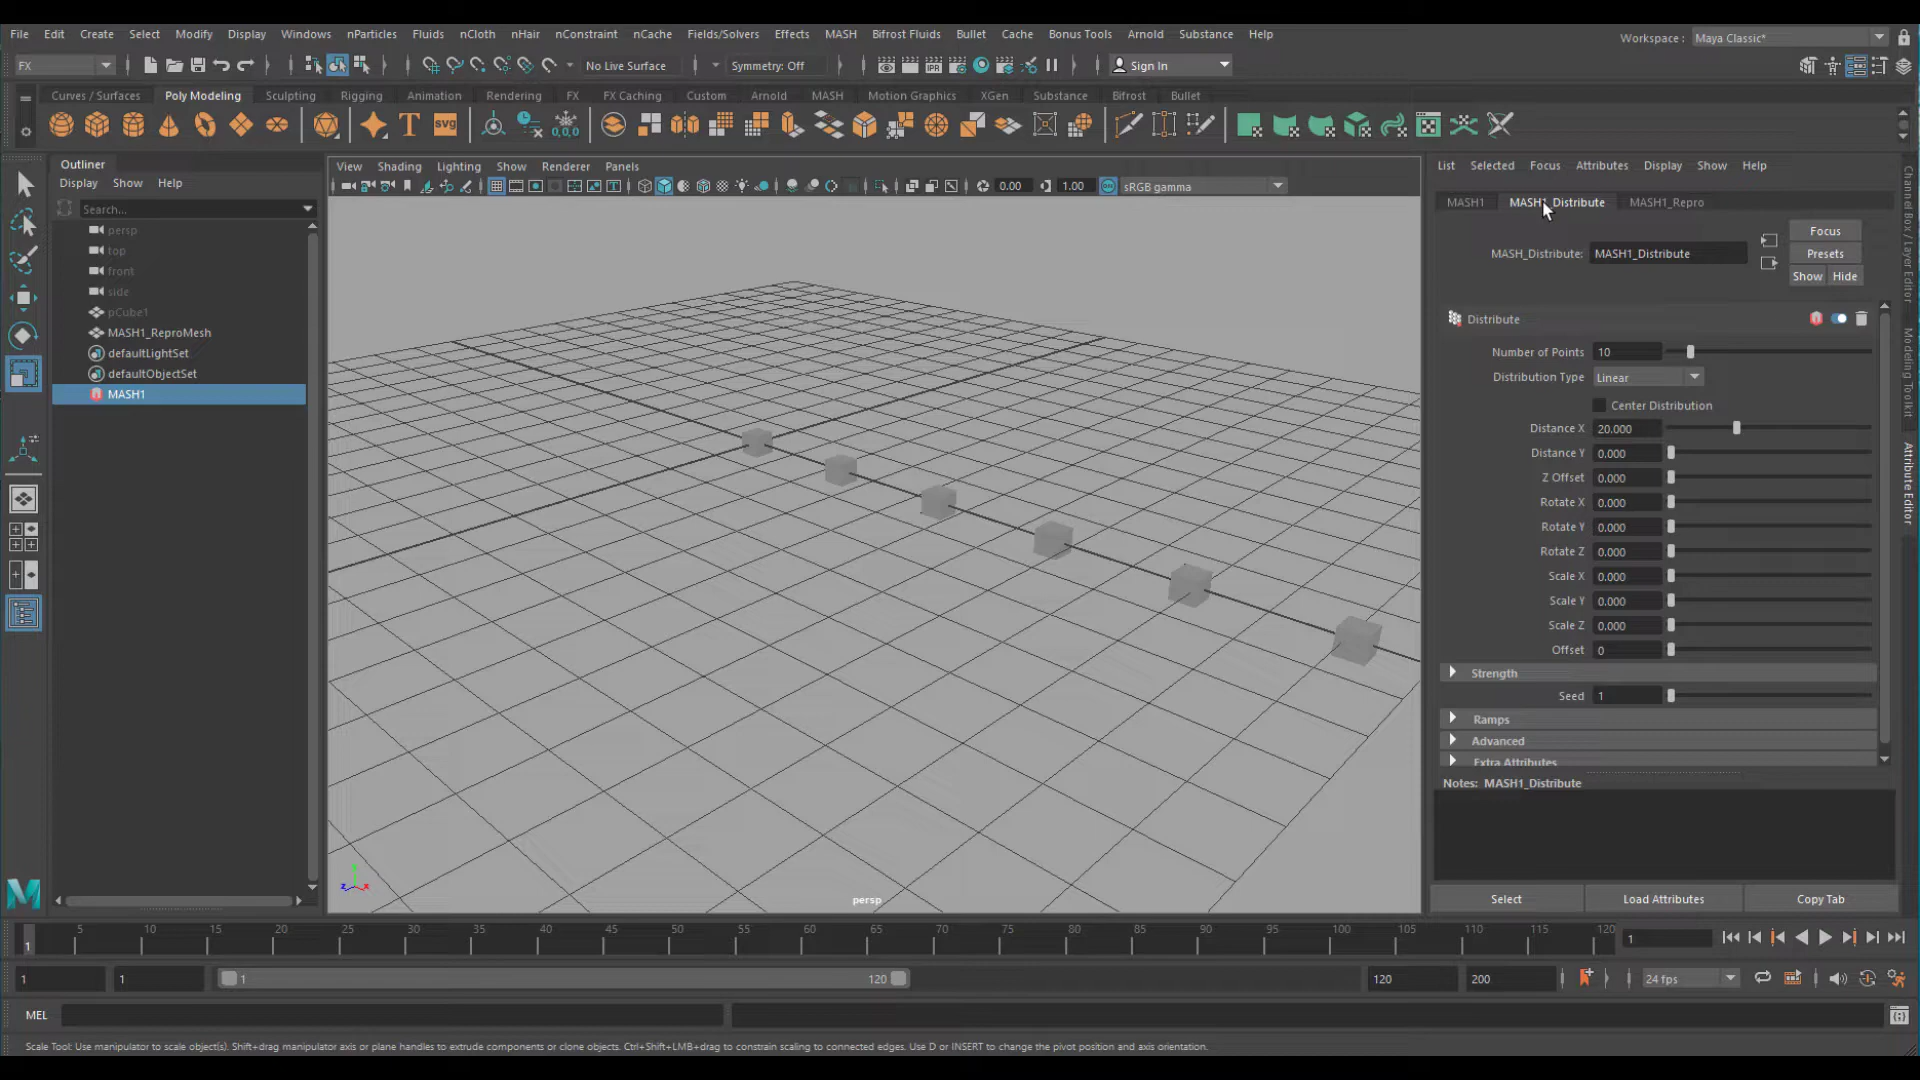 File Edit Create Select Modify Display Windows nParticles Fluids nCloth nHair nConstraint nCache Fields/Solvers Effects MASH Bifrost Fluids Bullet Cache Bonus Tools Arnold Substance Help Workspace : Maya Classic*
FX No Live Surface Symmetry: Off Sign In
Curves / Surfaces Poly Modeling Sculpting Rigging Animation Rendering FX FX Caching Custom Arnold MASH Motion Graphics XGen Substance Bifrost Bullet
Outliner
Display Show Help
Search...
persp
top
front
side
pCube1
MASH1_ReproMesh
defaultLightSet
defaultObjectSet
MASH1
View Shading Lighting Show Renderer Panels
0.00 1.00 sRGB gamma
persp
List Selected Focus Attributes Display Show Help
MASH1 MASH1_Distribute MASH1_Repro
Focus
MASH_Distribute: MASH1_Distribute Presets
Show Hide
Distribute
Number of Points 10
Distribution Type Linear
Center Distribution
Distance X 20.000
Distance Y 0.000
Z Offset 0.000
Rotate X 0.000
Rotate Y 0.000
Rotate Z 0.000
Scale X 0.000
Scale Y 0.000
Scale Z 0.000
Offset 0
Strength
Seed 1
Ramps
Advanced
Extra Attributes
Notes: MASH1_Distribute
Select Load Attributes Copy Tab
Channel Box / Layer Editor
Modeling Toolkit
Attribute Editor
1 5 10 15 20 25 30 35 40 45 50 55 60 65 70 75 80 85 90 95 100 105 110 115 120 1
1 1 1 120 120 200 24 fps
MEL
Scale Tool: Use manipulator to scale object(s). Shift+drag manipulator axis or plane handles to extrude components or clone objects. Ctrl+Shift+LMB+drag to constrain scaling to connected edges. Use D or INSERT to change the pivot position and axis orientation.